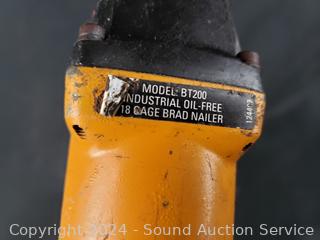 MODEL: BT200
INDUSTRIAL OIL-FREE
18 GAGE BRAD NAILER
Copyright 2024 - Sound Auction Service